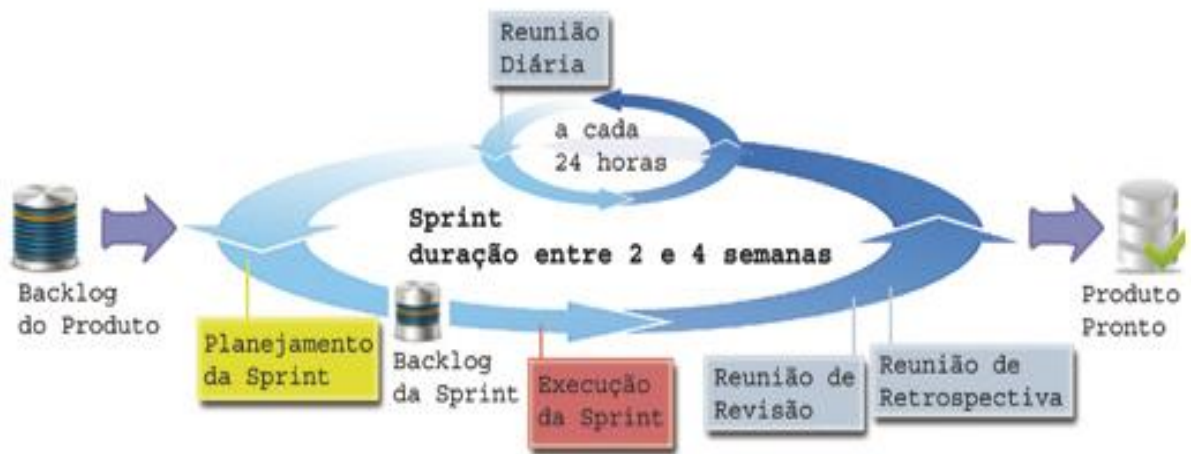 Reunião
Diária
a cada
24 horas
Sprint
duração entre 2 e 4 semanas
Backlog
do Produto
Planejamento
da Sprint
Backlog
da Sprint
Execução
da Sprint
Reunião de
Revisão
Reunião de
Retrospectiva
Produto
Pronto